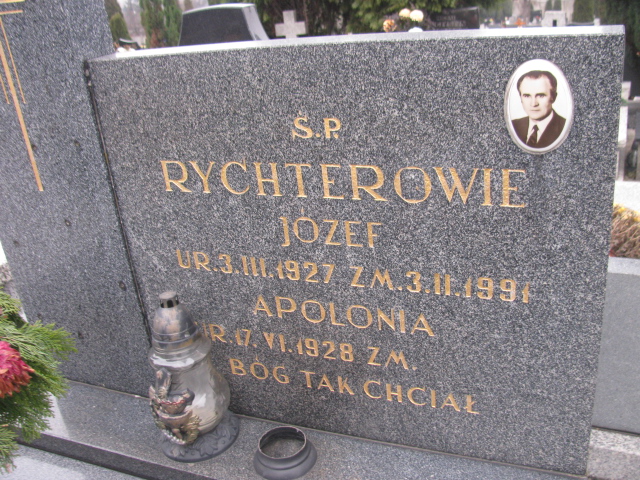 Ś.P.
RYCHTEROWIE
JÓZEF
UR.3.III.1927 ZM.3.II.1991
APOLONIA
UR.17.VI.1928 ZM.
BÓG TAK CHCIAŁ